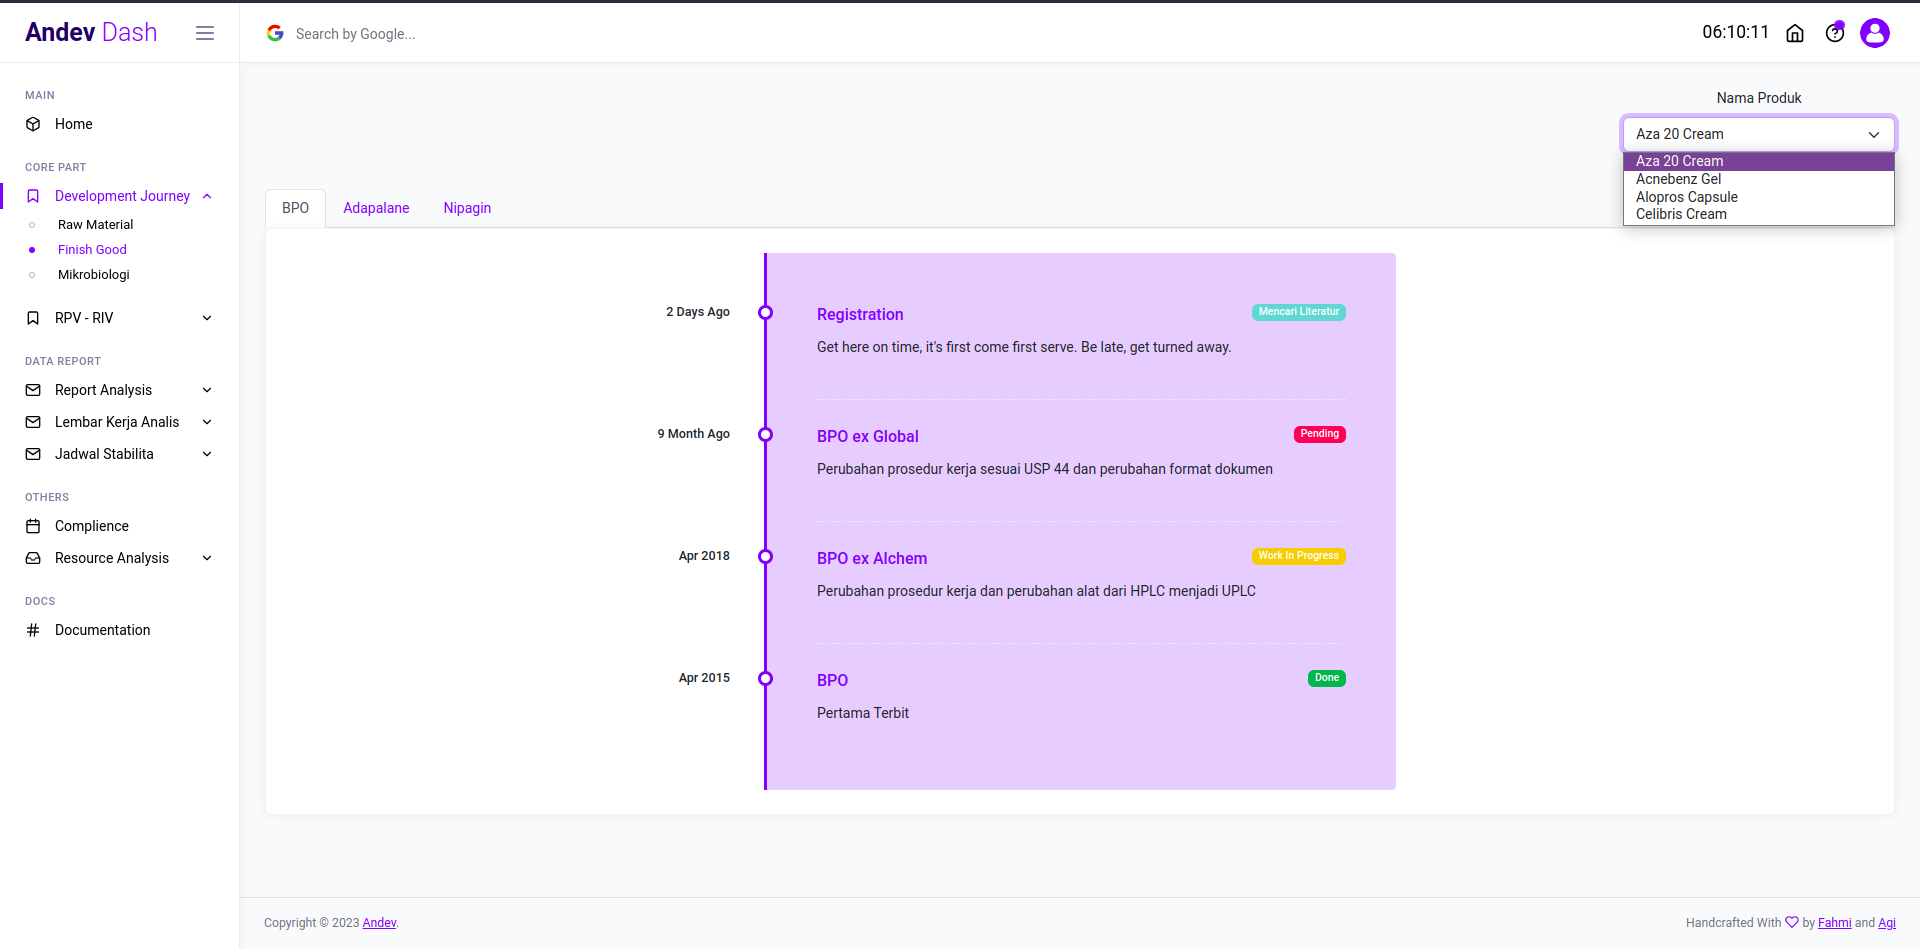 Andev Dash
Search by Google...
06:10:11
MAIN
Home
CORE PART
Development Journey
Raw Material
Finish Good
Mikrobiologi
RPV - RIV
DATA REPORT
Report Analysis
Lembar Kerja Analis
Jadwal Stabilita
OTHERS
Complience
Resource Analysis
DOCS
Documentation
Nama Produk
Aza 20 Cream
Aza 20 Cream
Acnebenz Gel
Alopros Capsule
Celibris Cream
BPO Adapalane Nipagin
2 Days Ago
Registration
Mencari Literatur
Get here on time, it's first come first serve. Be late, get turned away.
9 Month Ago
BPO ex Global
Pending
Perubahan prosedur kerja sesuai USP 44 dan perubahan format dokumen
Apr 2018
BPO ex Alchem
Work In Progress
Perubahan prosedur kerja dan perubahan alat dari HPLC menjadi UPLC
Apr 2015
BPO
Done
Pertama Terbit
Copyright © 2023 Andev.
Handcrafted With by Fahmi and Agi